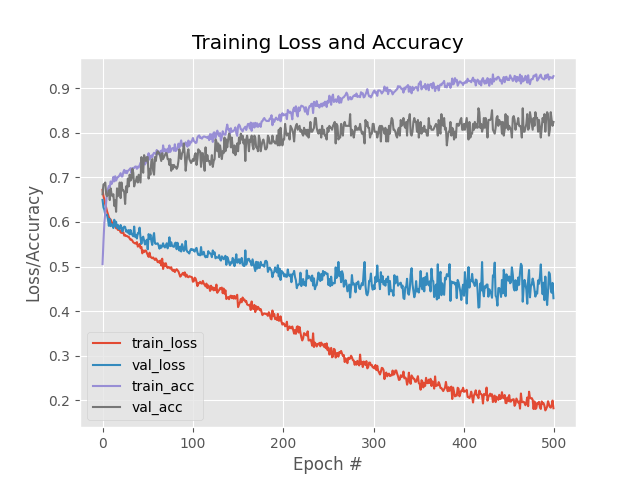 Training Loss and Accuracy
Loss/Accuracy
0.9
0.8
0.7
0.6
0.5
0.4
0.3
0.2
train_loss
val_loss
train_acc
val_acc
0 100 200 300 400 500
Epoch #